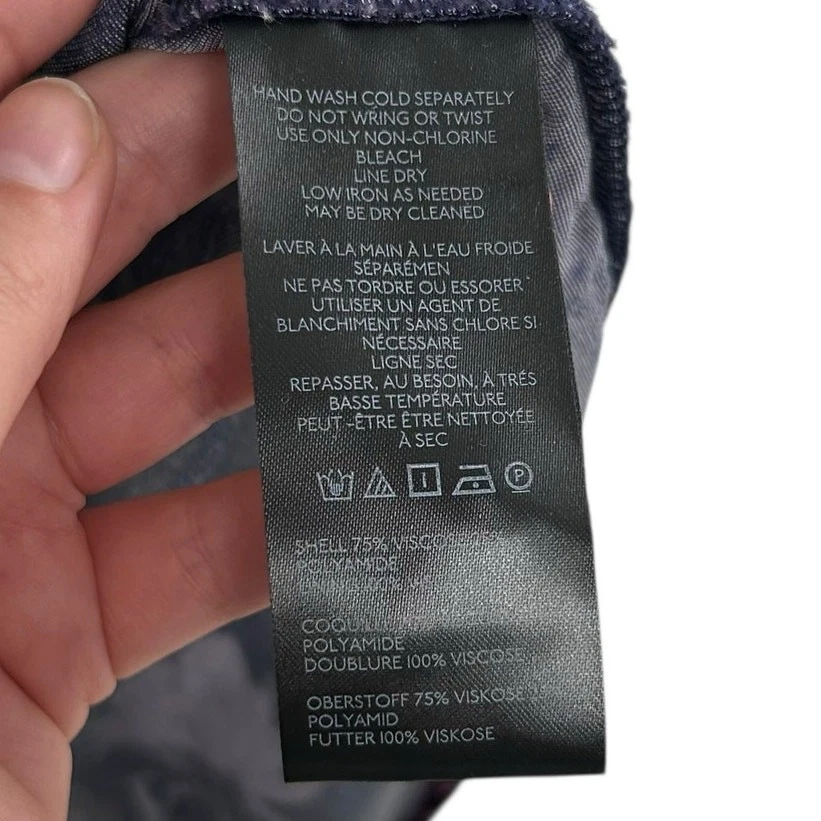 HAND WASH COLD SEPARATELY
DO NOT WRING OR TWIST
USE ONLY NON-CHLORINE
BLEACH
LINE DRY
LOW IRON AS NEEDED
MAY BE DRY CLEANED
LAVER À LA MAIN À L'EAU FROIDE
SÉPARÉMEN
NE PAS TORDRE OU ESSORER
UTILISER UN AGENT DE
BLANCHIMENT SANS CHLORE SI
NÉCESSAIRE
LIGNE SEC
REPASSER, AU BESOIN, À TRÉS
BASSE TEMPÉRATURE
PEUT-ÊTRE ÊTRE NETTOYÉE
À SEC
P
SHELL 75%
POLYAMIDE
POLYAMIDE
DOUBLURE 100% VISCOSE
OBERSTOFF 75% VISKOSE
POLYAMID
FUTTER 100% VISKOSE